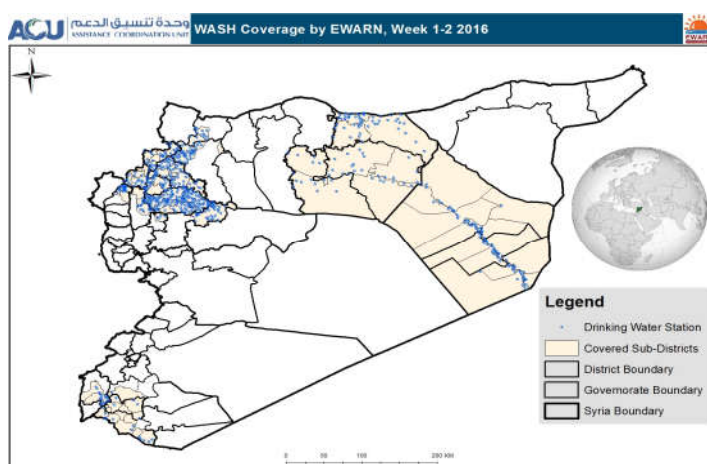 ACU
وحدة تنسيق الدعم
ASSISTANCE COORDINATION UNIT
WASH Coverage by EWARN, Week 1-2 2016
EWARN
N
Legend
Drinking Water Station
Covered Sub-Districts
District Boundary
Governorate Boundary
Syria Boundary
0 50 100 200 KM